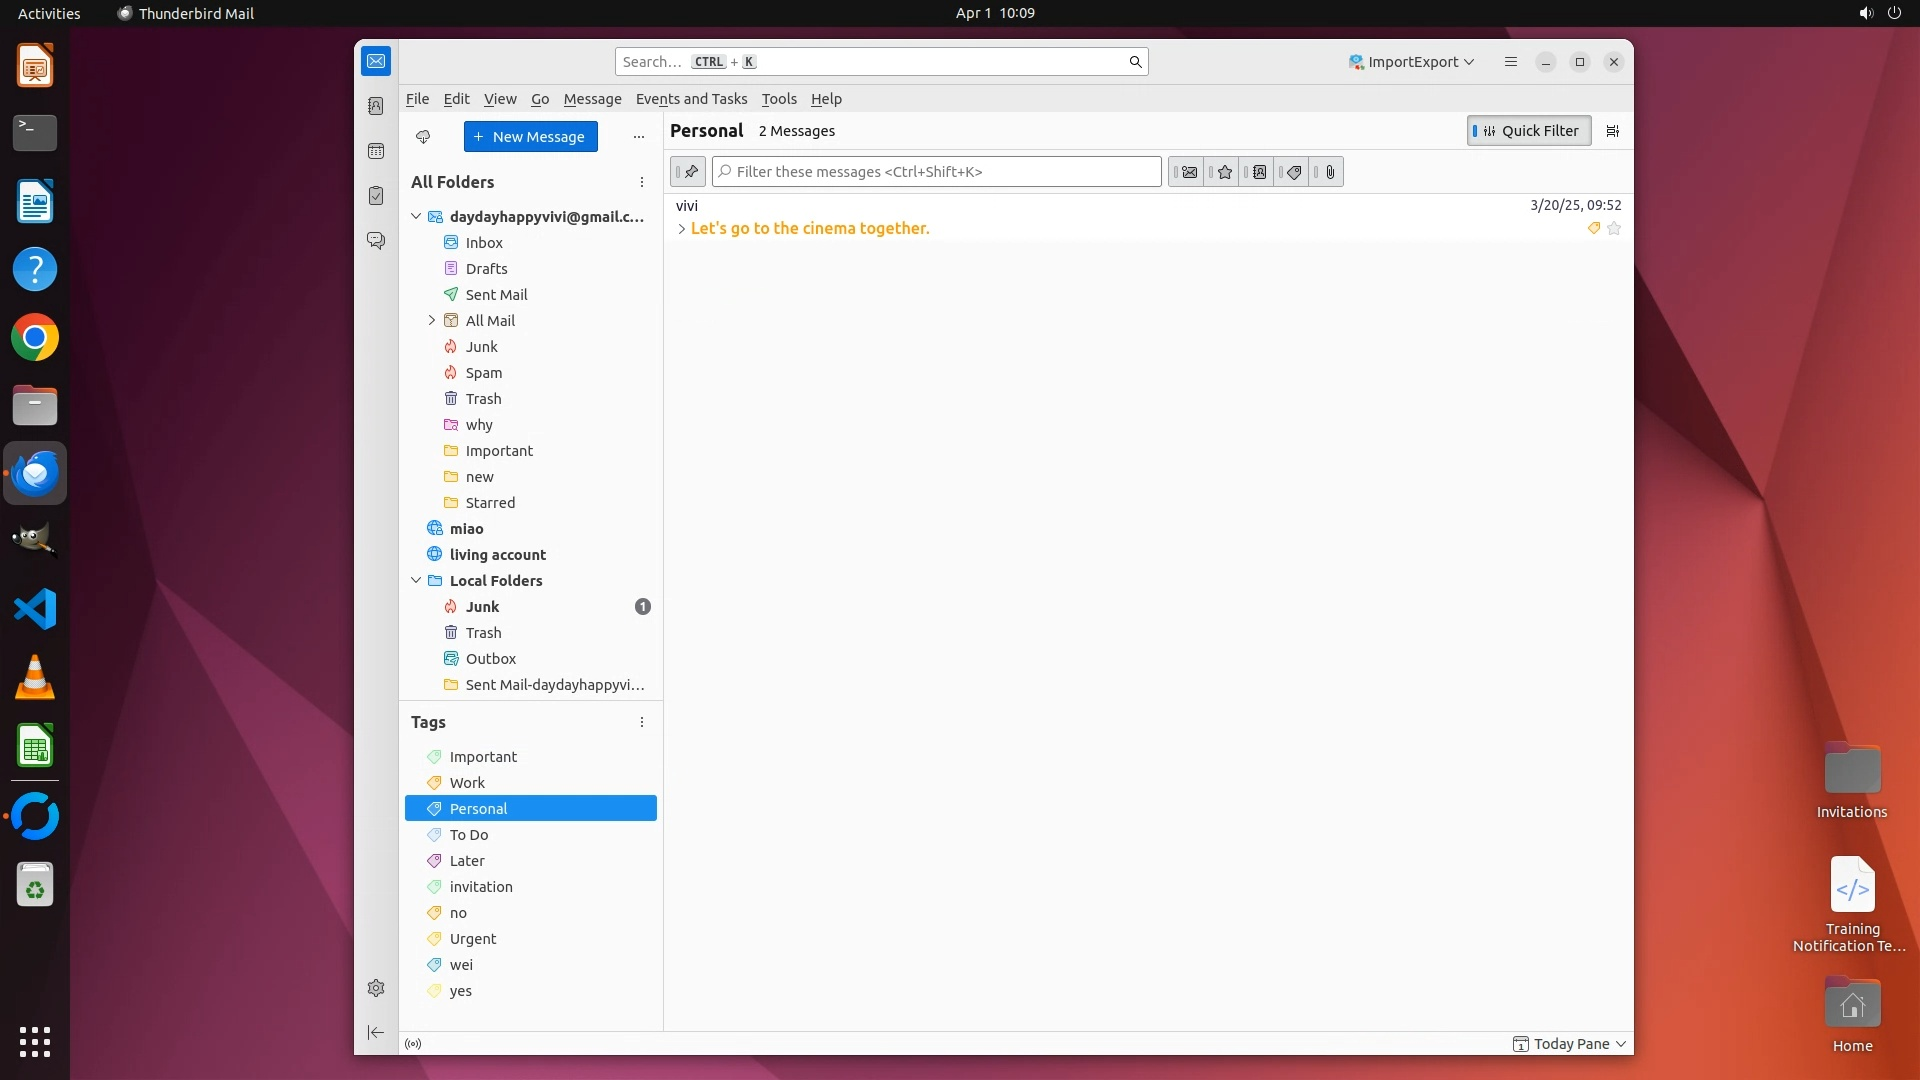 Activities
Thunderbird Mail
Apr 1 10:09
Search… CTRL + K
ImportExport
File Edit View Go Message Events and Tasks Tools Help
+ New Message
Personal 2 Messages
Quick Filter
Filter these messages <Ctrl+Shift+K>
All Folders
daydayhappyvivi@gmail.c...
Inbox
Drafts
Sent Mail
All Mail
Junk
Spam
Trash
why
Important
new
Starred
miao
living account
Local Folders
Junk 1
Trash
Outbox
Sent Mail-daydayhappyvi...
Tags
Important
Work
Personal
To Do
Later
invitation
no
Urgent
wei
yes
vivi 3/20/25, 09:52
Let's go to the cinema together.
Today Pane
Invitations
Training
Notification Te...
Home